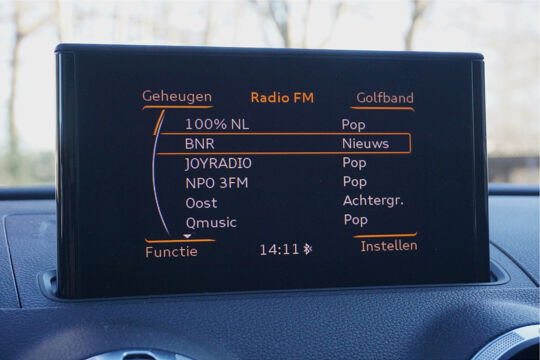 Geheugen Radio FM Golfband
100% NL Pop
BNR Nieuws
JOYRADIO Pop
NPO 3FM Pop
Oost Achtergr.
Qmusic Pop
Functie 14:11 Instellen